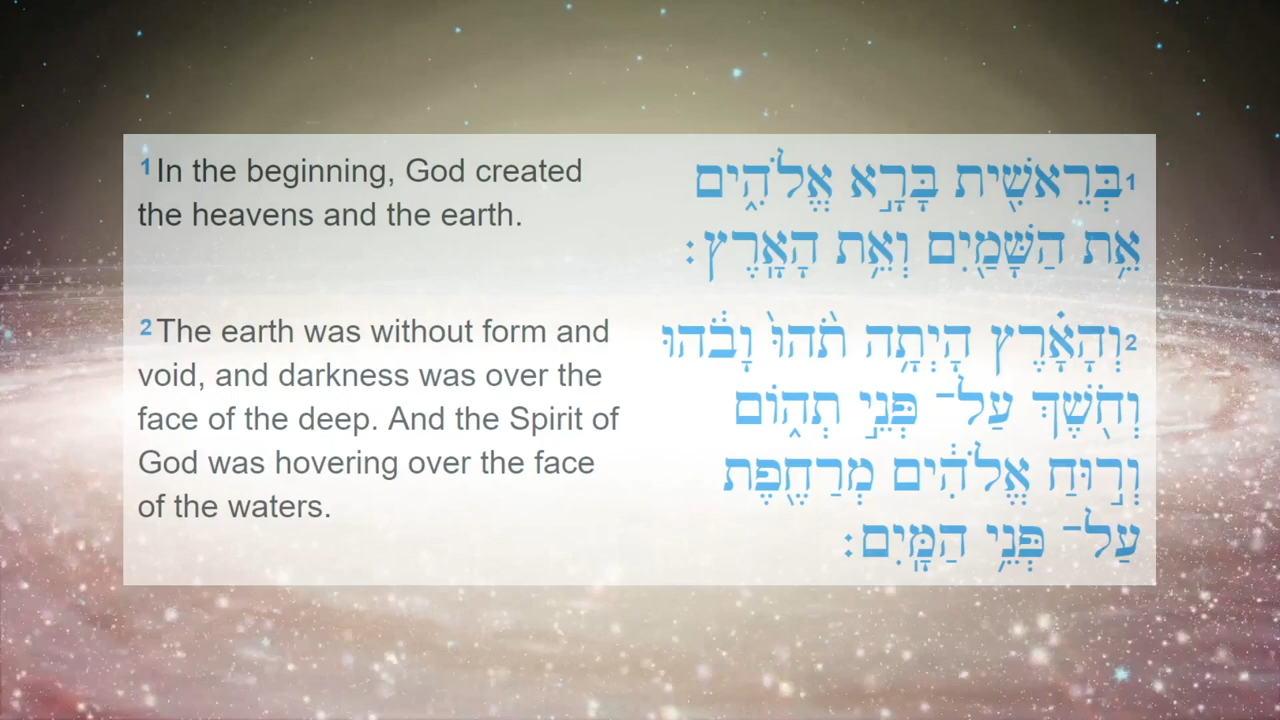 1 In the beginning, God created
the heavens and the earth.
2 The earth was without form and
void, and darkness was over the
face of the deep. And the Spirit of
God was hovering over the face
of the waters.
1 בְּרֵאשִׁ֖ית בָּרָ֣א אֱלֹהִ֑ים
אֵ֥ת הַשָּׁמַ֖יִם וְאֵ֥ת הָאָֽרֶץ׃
2 וְהָאָ֗רֶץ הָיְתָ֥ה תֹ֙הוּ֙ וָבֹ֔הוּ
וְחֹ֖שֶׁךְ עַל־ פְּנֵ֣י תְה֑וֹם
וְר֣וּחַ אֱלֹהִ֔ים מְרַחֶ֖פֶת
עַל־ פְּנֵ֥י הַמָּֽיִם׃